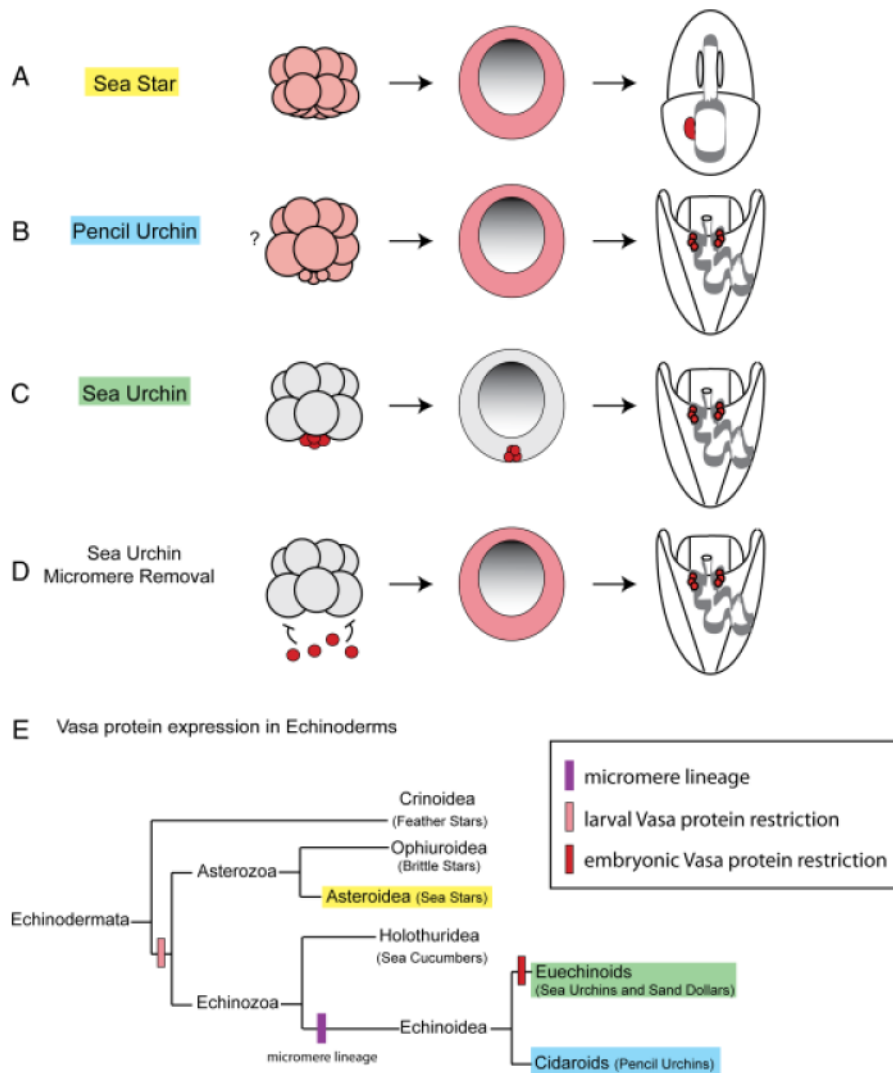 A
Sea Star
B
Pencil Urchin
?
C
Sea Urchin
D
Sea Urchin
Micromere Removal
E Vasa protein expression in Echinoderms
micromere lineage
larval Vasa protein restriction
embryonic Vasa protein restriction
Crinoidea
(Feather Stars)
Ophiuroidea
(Brittle Stars)
Asterozoa
Asteroidea (Sea Stars)
Echinodermata
Holothuridea
(Sea Cucumbers)
Euechinoids
(Sea Urchins and Sand Dollars)
Echinozoa
Echinoidea
micromere lineage
Cidaroids (Pencil Urchins)